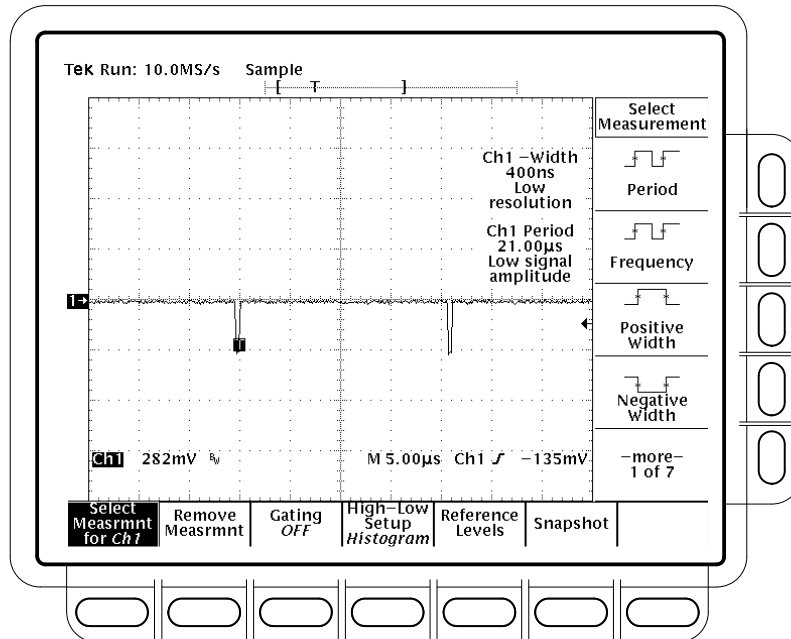 Tek Run: 10.0MS/s Sample
[ T ]
Select
Measurement
Ch1 −Width
400ns
Low
resolution
Period
Ch1 Period
21.00µs
Low signal
amplitude
Frequency
1
T
Positive
Width
Negative
Width
Ch1 282mV BW M 5.00µs Ch1 −135mV
−more−
1 of 7
Select
Measrmnt
for Ch1
Remove
Measrmnt
Gating
OFF
High−Low
Setup
Histogram
Reference
Levels
Snapshot